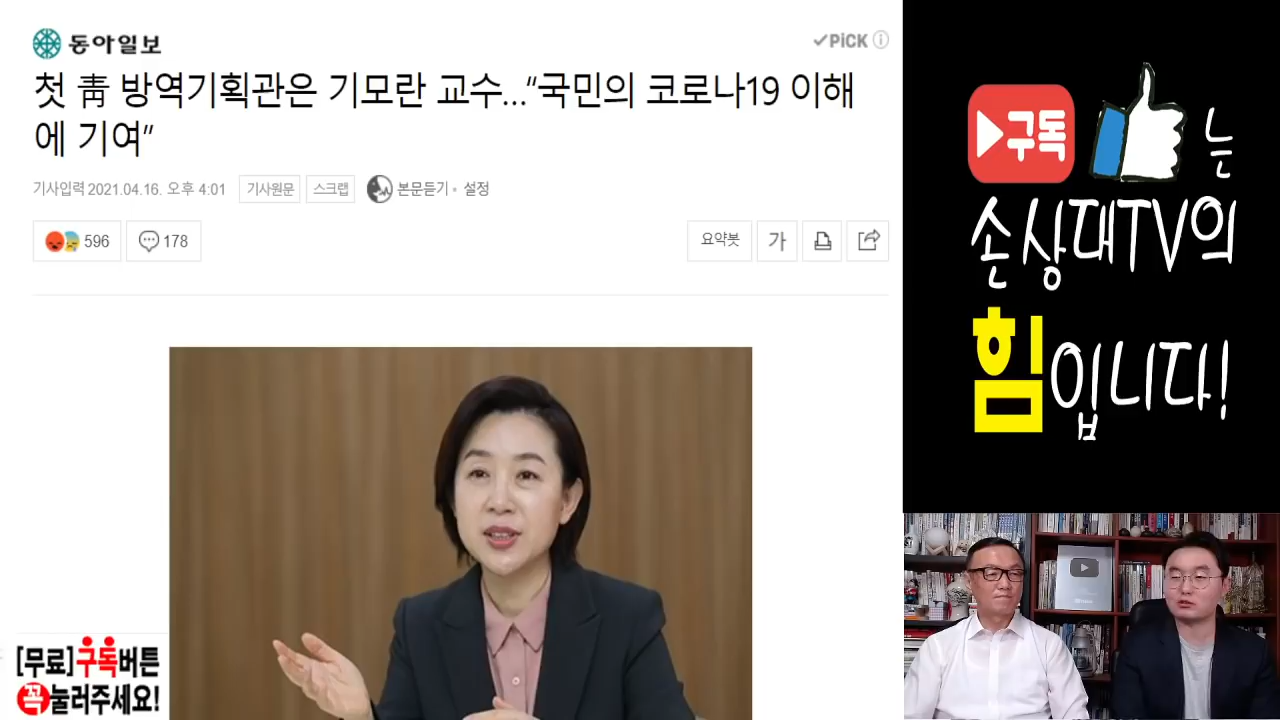 동아일보
✓PiCK ⓘ
첫 靑 방역기획관은 기모란 교수…“국민의 코로나19 이해
에 기여”
기사입력 2021.04.16. 오후 4:01 기사원문 스크랩 본문듣기 • 설정
596 178 요약봇 가
[무료]구독버튼
꼭눌러주세요!
구독 는
손상대TV의
힘입니다!